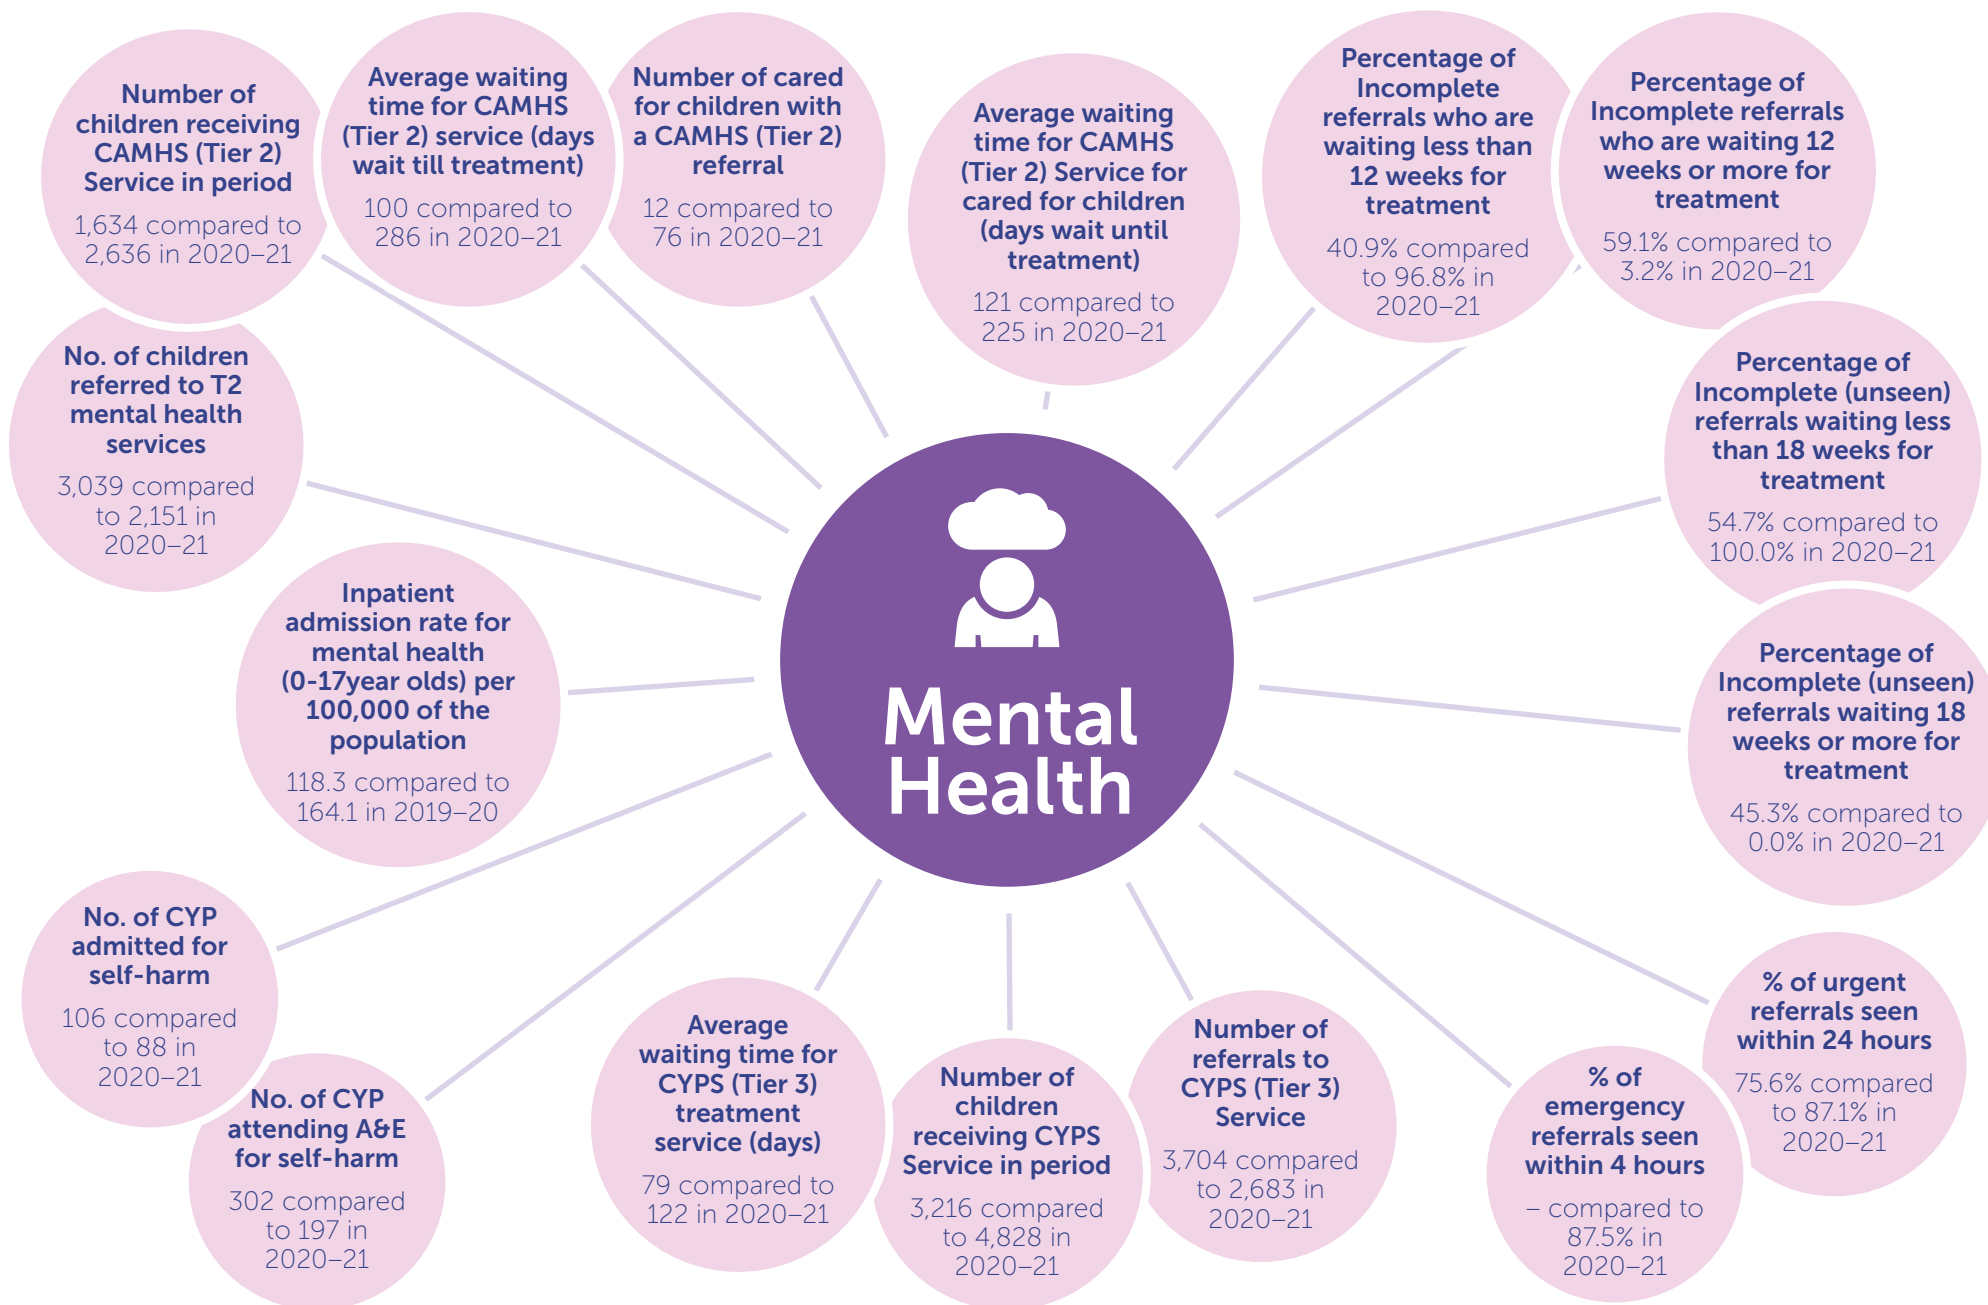 Number of
children receiving
CAMHS (Tier 2)
Service in period
1,634 compared to
2,636 in 2020–21
Average waiting
time for CAMHS
(Tier 2) service (days
wait till treatment)
100 compared to
286 in 2020–21
Number of cared
for children with
a CAMHS (Tier 2)
referral
12 compared to
76 in 2020–21
Average waiting
time for CAMHS
(Tier 2) Service for
cared for children
(days wait until
treatment)
121 compared to
225 in 2020–21
Percentage of
Incomplete
referrals who are
waiting less than
12 weeks for
treatment
40.9% compared
to 96.8% in
2020–21
Percentage of
Incomplete referrals
who are waiting 12
weeks or more for
treatment
59.1% compared to
3.2% in 2020–21
No. of children
referred to T2
mental health
services
3,039 compared
to 2,151 in
2020–21
Percentage of
Incomplete (unseen)
referrals waiting less
than 18 weeks for
treatment
54.7% compared to
100.0% in 2020–21
Inpatient
admission rate for
mental health
(0-17year olds) per
100,000 of the
population
118.3 compared to
164.1 in 2019–20
Mental
Health
Percentage of
Incomplete (unseen)
referrals waiting 18
weeks or more for
treatment
45.3% compared to
0.0% in 2020–21
No. of CYP
admitted for
self-harm
106 compared
to 88 in
2020–21
No. of CYP
attending A&E
for self-harm
302 compared
to 197 in
2020–21
Average
waiting time for
CYPS (Tier 3)
treatment
service (days)
79 compared to
122 in 2020–21
Number of
children
receiving CYPS
Service in period
3,216 compared
to 4,828 in
2020–21
Number of
referrals to
CYPS (Tier 3)
Service
3,704 compared
to 2,683 in
2020–21
% of
emergency
referrals seen
within 4 hours
– compared to
87.5% in
2020–21
% of urgent
referrals seen
within 24 hours
75.6% compared
to 87.1% in
2020–21